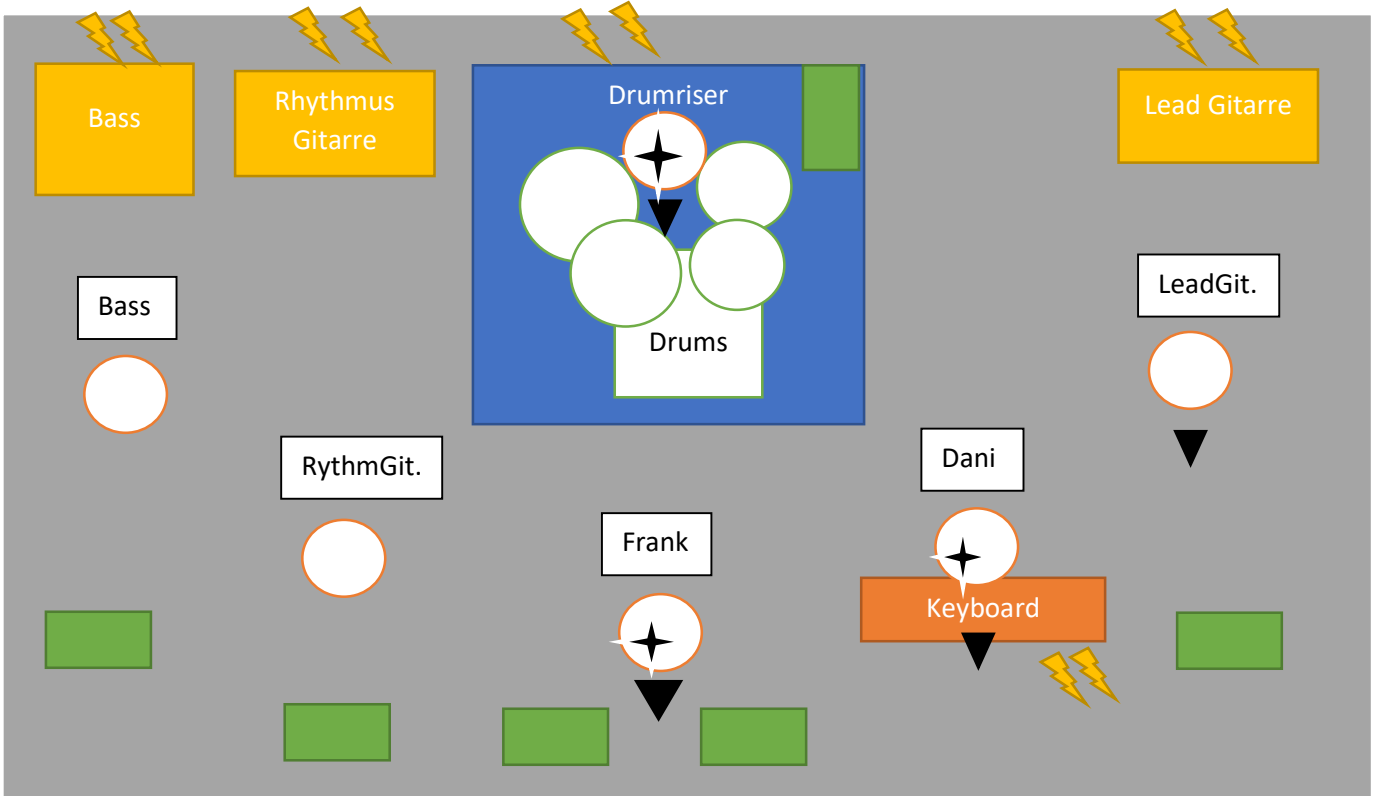 Bass
Rhythmus
Gitarre
Drumriser
Lead Gitarre
Bass
LeadGit.
Drums
RythmGit.
Dani
Frank
Keyboard